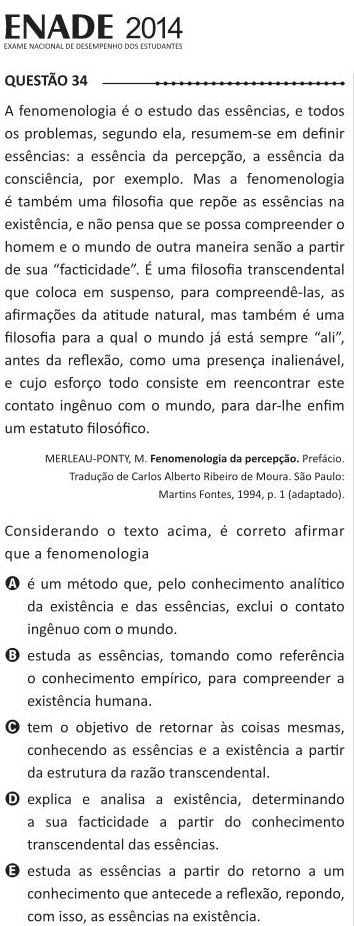 ENADE 2014
EXAME NACIONAL DE DESEMPENHO DOS ESTUDANTES
QUESTÃO 34
A fenomenologia é o estudo das essências, e todos
os problemas, segundo ela, resumem-se em definir
essências: a essência da percepção, a essência da
consciência, por exemplo. Mas a fenomenologia
é também uma filosofia que repõe as essências na
existência, e não pensa que se possa compreender o
homem e o mundo de outra maneira senão a partir
de sua “facticidade”. É uma filosofia transcendental
que coloca em suspenso, para compreendê-las, as
afirmações da atitude natural, mas também é uma
filosofia para a qual o mundo já está sempre “ali”,
antes da reflexão, como uma presença inalienável,
e cujo esforço todo consiste em reencontrar este
contato ingênuo com o mundo, para dar-lhe enfim
um estatuto filosófico.
MERLEAU-PONTY, M. Fenomenologia da percepção. Prefácio.
Tradução de Carlos Alberto Ribeiro de Moura. São Paulo:
Martins Fontes, 1994, p. 1 (adaptado).
Considerando o texto acima, é correto afirmar
que a fenomenologia
A é um método que, pelo conhecimento analítico
da existência e das essências, exclui o contato
ingênuo com o mundo.
B estuda as essências, tomando como referência
o conhecimento empírico, para compreender a
existência humana.
C tem o objetivo de retornar às coisas mesmas,
conhecendo as essências e a existência a partir
da estrutura da razão transcendental.
D explica e analisa a existência, determinando
a sua facticidade a partir do conhecimento
transcendental das essências.
E estuda as essências a partir do retorno a um
conhecimento que antecede a reflexão, repondo,
com isso, as essências na existência.